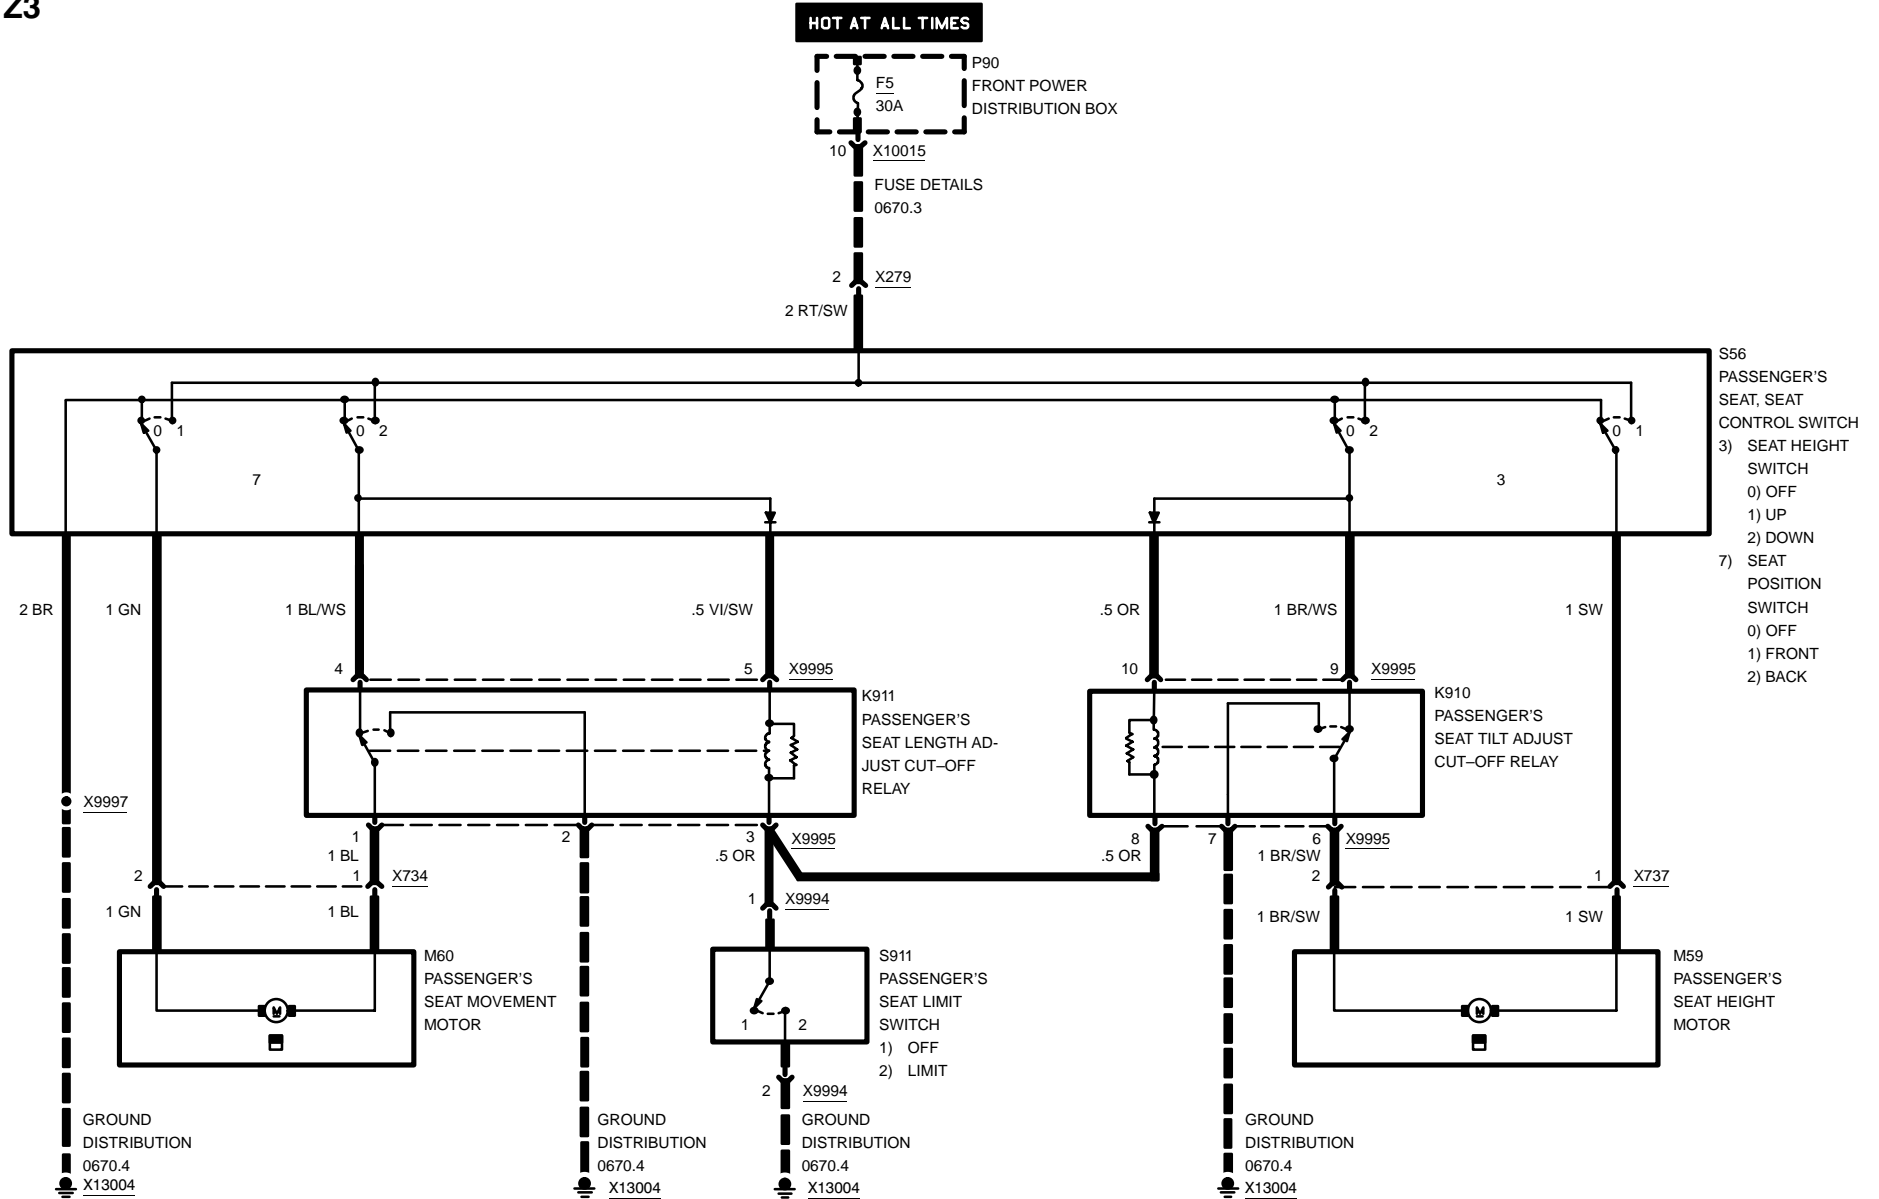 Z3
HOT AT ALL TIMES
P90
FRONT POWER
DISTRIBUTION BOX
F5
30A
10 X10015
FUSE DETAILS
0670.3
2 X279
2 RT/SW
S56
PASSENGER'S
SEAT, SEAT
CONTROL SWITCH
3) SEAT HEIGHT
SWITCH
0) OFF
1) UP
2) DOWN
7) SEAT
POSITION
SWITCH
0) OFF
1) FRONT
2) BACK
0 1
0 2
0 2
0 1
7
3
2 BR
1 GN
1 BL/WS
.5 VI/SW
.5 OR
1 BR/WS
1 SW
4
5 X9995
10
9 X9995
K911
PASSENGER'S
SEAT LENGTH AD-
JUST CUT–OFF
RELAY
K910
PASSENGER'S
SEAT TILT ADJUST
CUT–OFF RELAY
X9997
1
2
3 X9995
8
7
6 X9995
1 BL
.5 OR
.5 OR
1 BR/SW
2
1 X734
2
1 X737
1 X9994
1 GN
1 BL
1 BR/SW
1 SW
M60
PASSENGER'S
SEAT MOVEMENT
MOTOR
M
S911
PASSENGER'S
SEAT LIMIT
SWITCH
1) OFF
2) LIMIT
1
2
M59
PASSENGER'S
SEAT HEIGHT
MOTOR
M
2 X9994
GROUND
DISTRIBUTION
0670.4
X13004
GROUND
DISTRIBUTION
0670.4
X13004
GROUND
DISTRIBUTION
0670.4
X13004
GROUND
DISTRIBUTION
0670.4
X13004